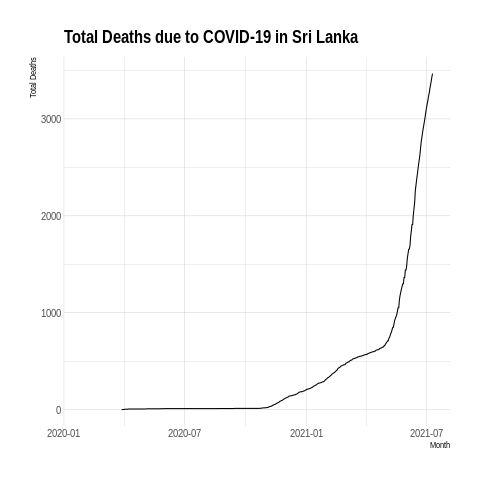 Total Deaths due to COVID-19 in Sri Lanka
Total Deaths
3000
2000
1000
0
2020-01 2020-07 2021-01 2021-07
Month